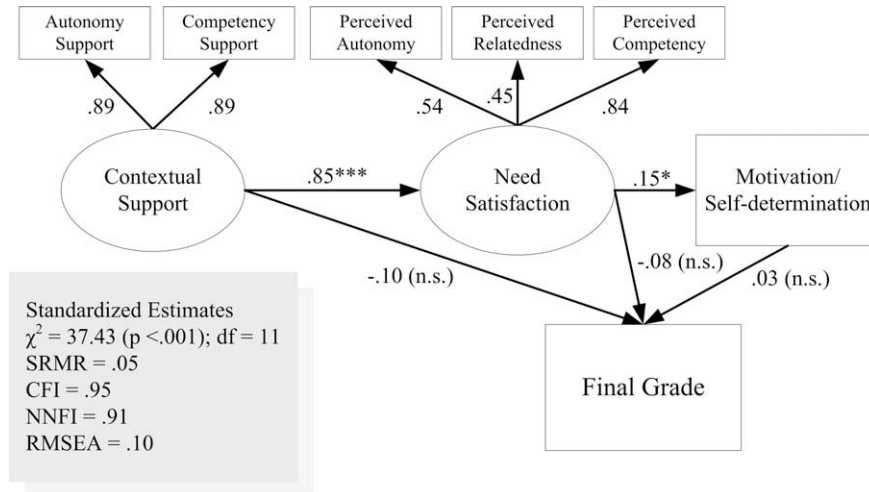 Autonomy
Support
Competency
Support
Perceived
Autonomy
Perceived
Relatedness
Perceived
Competency
.89
.89
.54
.45
.84
Contextual
Support
.85***
Need
Satisfaction
.15*
Motivation/
Self-determination
-.10 (n.s.)
-.08 (n.s.)
.03 (n.s.)
Final Grade
Standardized Estimates
χ² = 37.43 (p <.001); df = 11
SRMR = .05
CFI = .95
NNFI = .91
RMSEA = .10